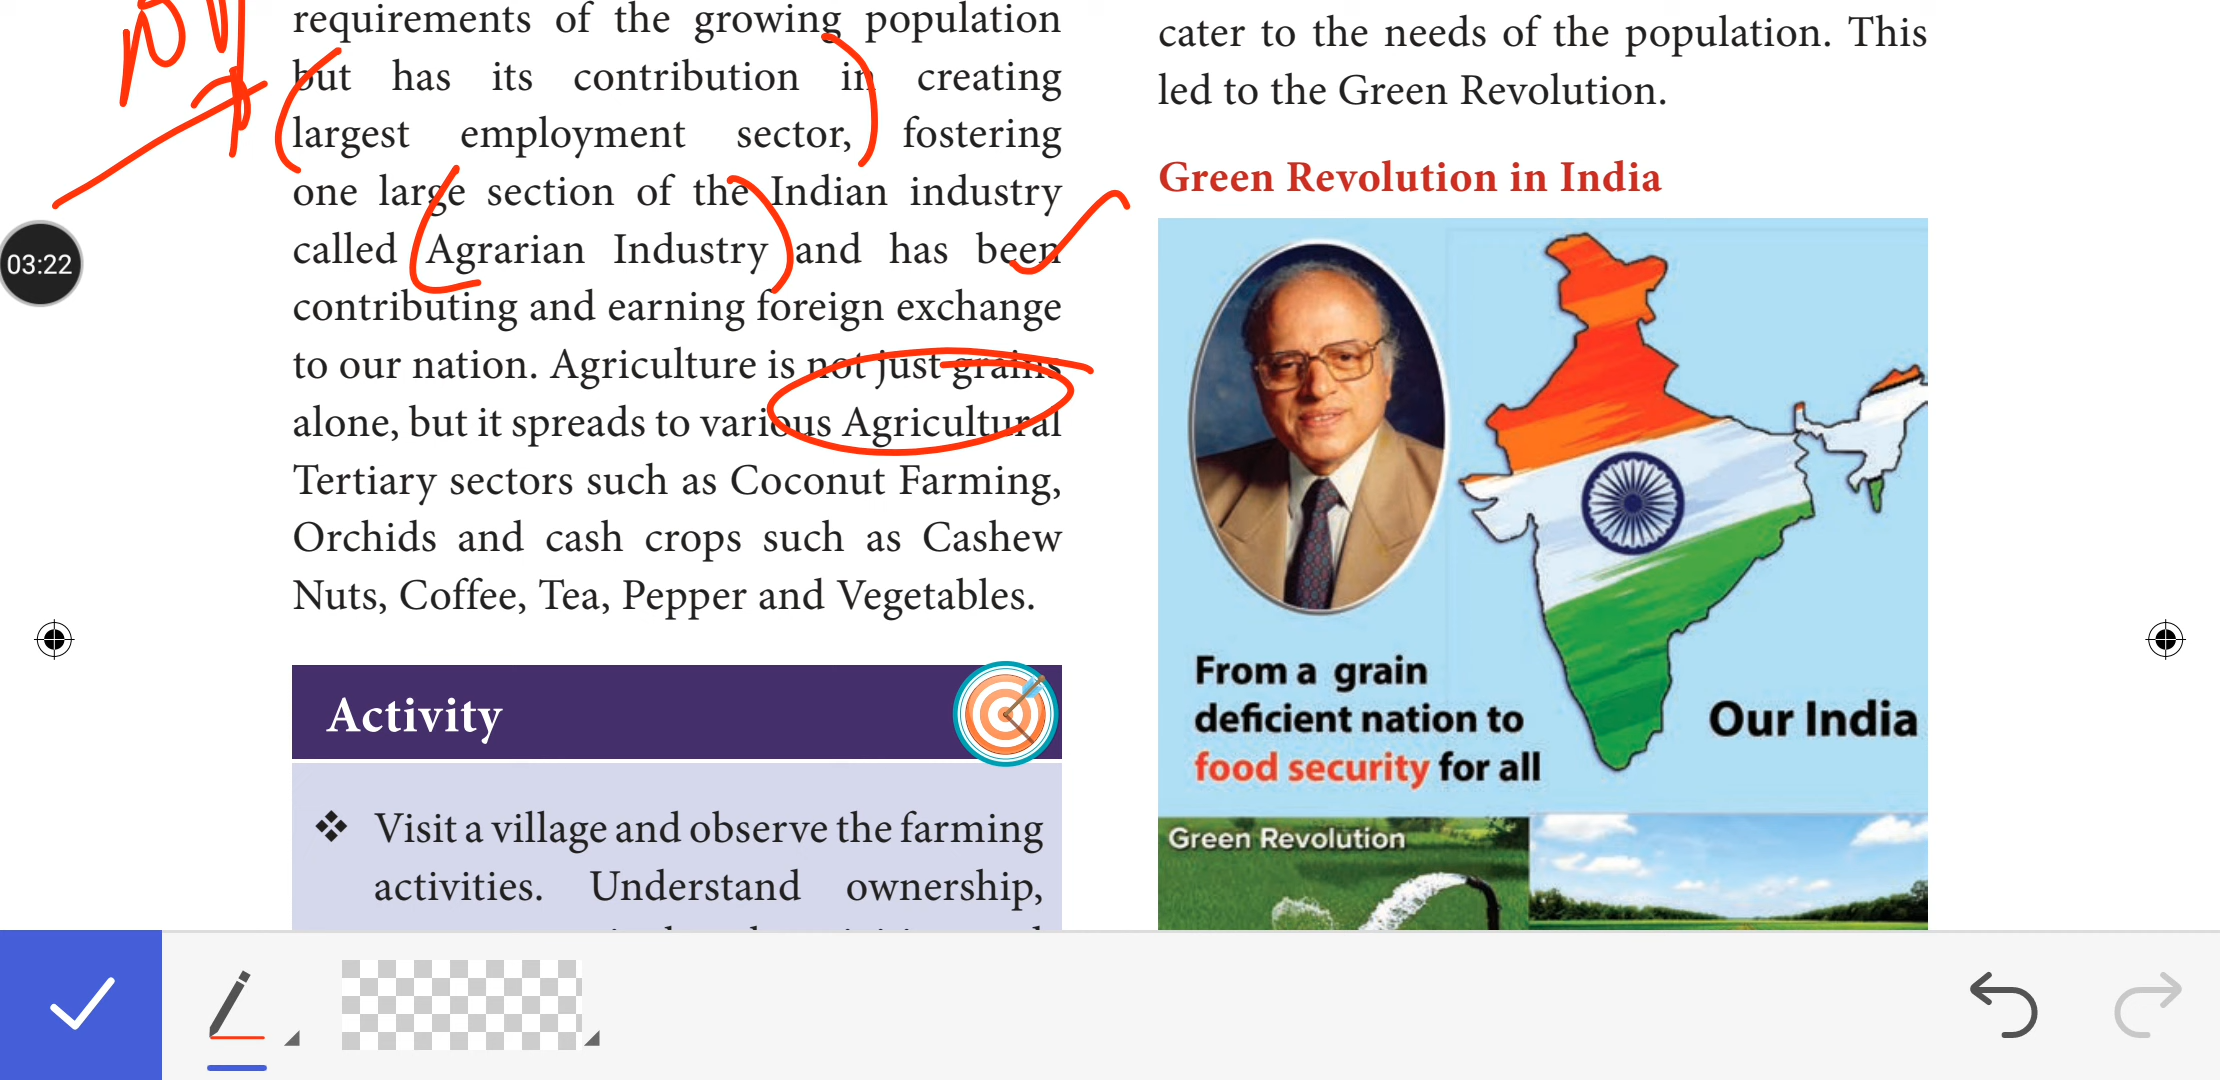 requirements of the growing population
but has its contribution in creating
largest employment sector, fostering
one large section of the Indian industry
called Agrarian Industry and has been
contributing and earning foreign exchange
to our nation. Agriculture is not just grains
alone, but it spreads to various Agricultural
Tertiary sectors such as Coconut Farming,
Orchids and cash crops such as Cashew
Nuts, Coffee, Tea, Pepper and Vegetables.
Activity
❖ Visit a village and observe the farming
activities. Understand ownership,
cater to the needs of the population. This
led to the Green Revolution.
Green Revolution in India
From a grain
deficient nation to
food security for all
Our India
Green Revolution
03:22